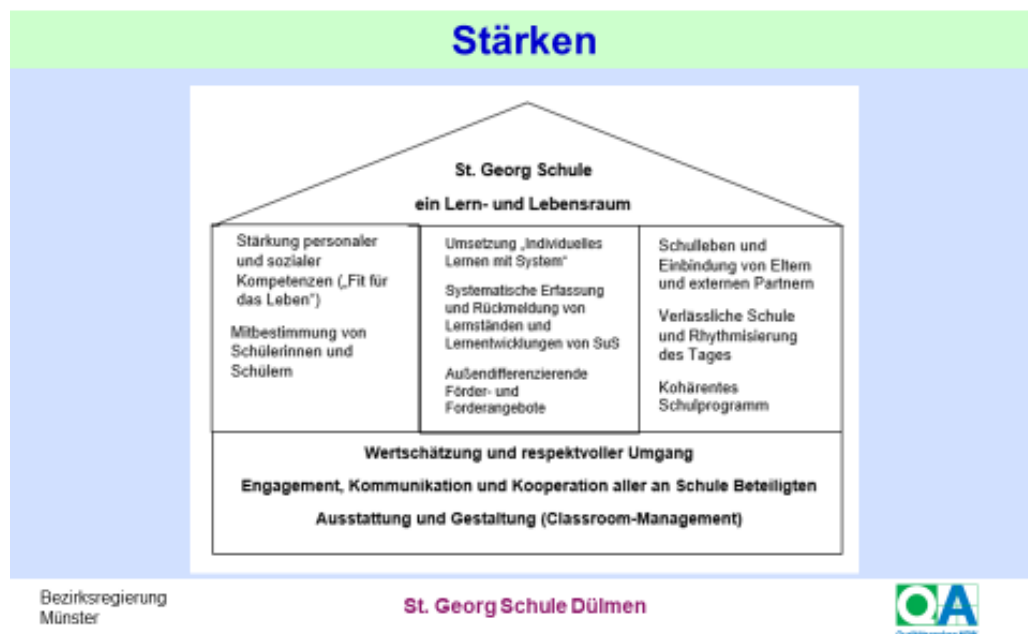 Stärken
St. Georg Schule
ein Lern- und Lebensraum
Stärkung personaler
und sozialer
Kompetenzen („Fit für
das Leben“)
Mitbestimmung von
Schülerinnen und
Schülern
Umsetzung „Individuelles
Lernen mit System“
Systematische Erfassung
und Rückmeldung von
Lernständen und
Lernentwicklungen von SuS
Außendifferenzierende
Förder- und
Forderangebote
Schulleben und
Einbindung von Eltern
und externen Partnern
Verlässliche Schule
und Rhythmisierung
des Tages
Kohärentes
Schulprogramm
Wertschätzung und respektvoller Umgang
Engagement, Kommunikation und Kooperation aller an Schule Beteiligten
Ausstattung und Gestaltung (Classroom-Management)
Bezirksregierung
Münster
St. Georg Schule Dülmen
QA